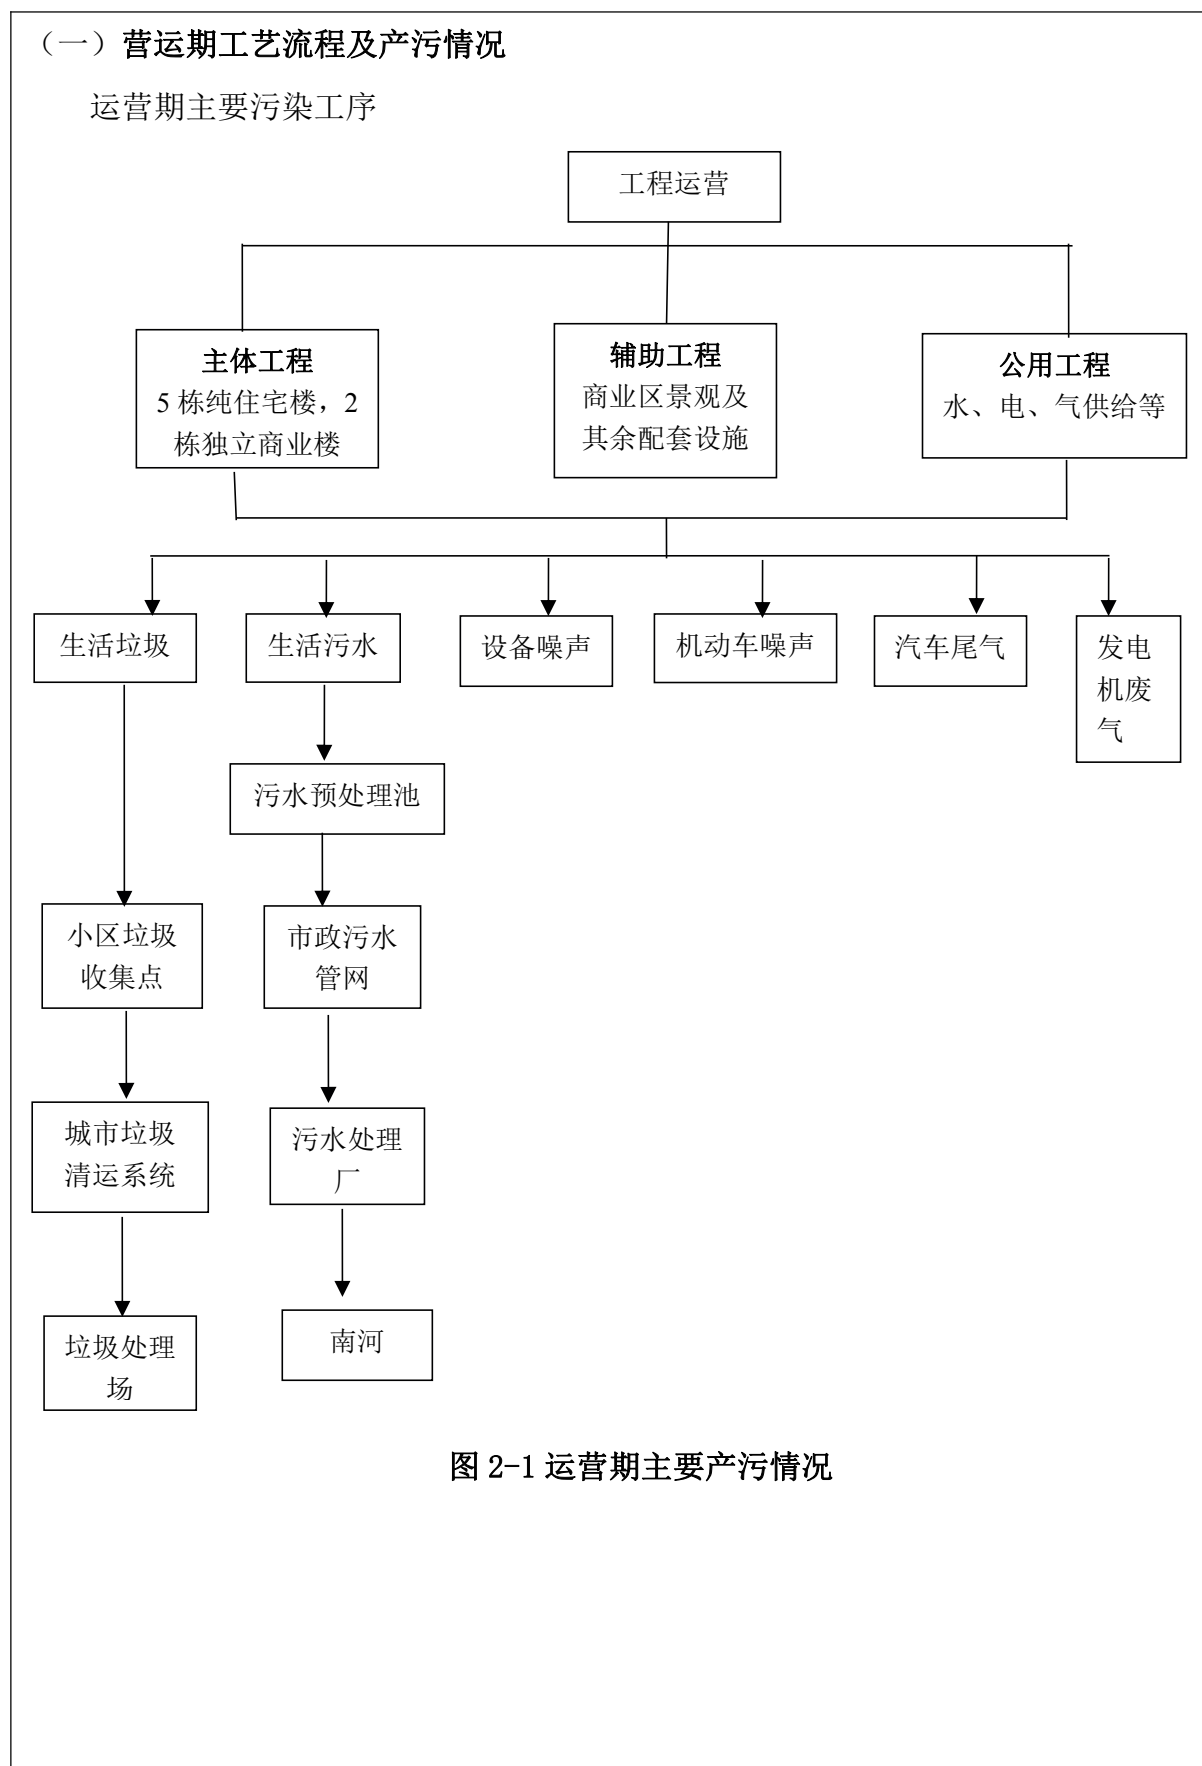 （一）营运期工艺流程及产污情况
运营期主要污染工序
工程运营
主体工程
5 栋纯住宅楼，2
栋独立商业楼
辅助工程
商业区景观及
其余配套设施
公用工程
水、电、气供给等
生活垃圾
生活污水
设备噪声
机动车噪声
汽车尾气
发电
机废
气
污水预处理池
小区垃圾
收集点
市政污水
管网
城市垃圾
清运系统
污水处理
厂
垃圾处理
场
南河
图 2-1 运营期主要产污情况